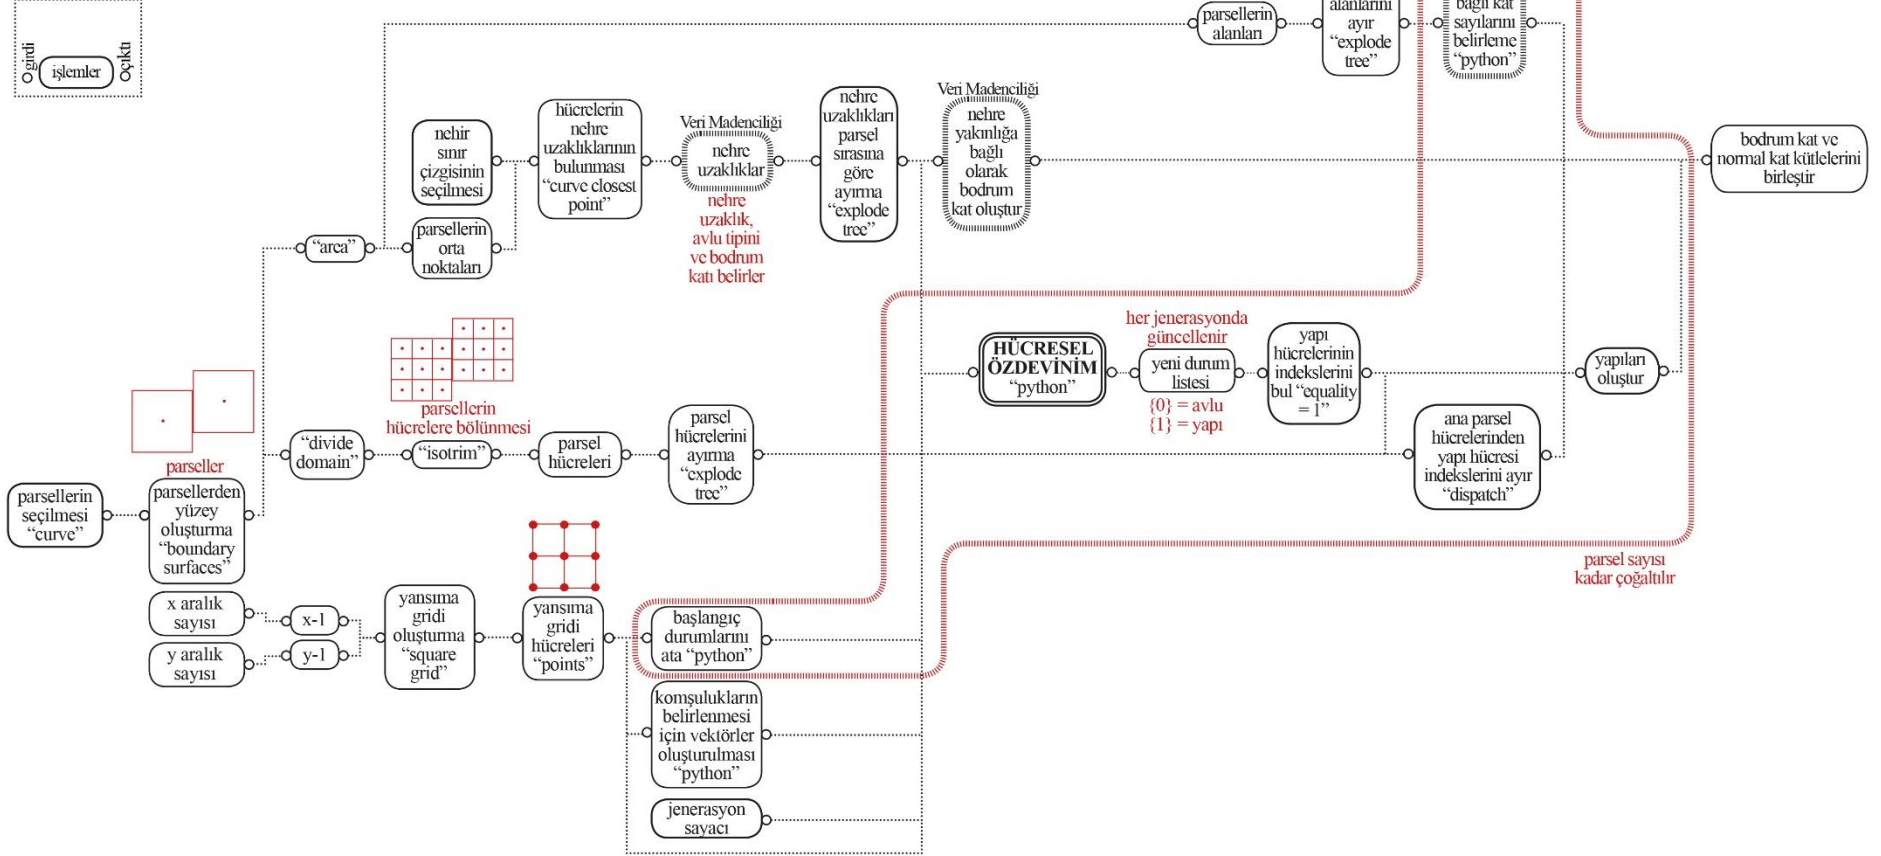 girdi
işlemler
çıktı
parsellerin
alanları
alanlarını
ayır
“explode
tree”
bağlı kat
sayılarını
belirleme
“python”
nehir
sınır
çizgisinin
seçilmesi
hücrelerin
nehre
uzaklıklarının
bulunması
“curve closest
point”
Veri Madenciliği
nehre
uzaklıklar
nehre
uzaklık,
avlu tipini
ve bodrum
katı belirler
nehre
uzaklıkları
parsel
sırasına
göre
ayırma
“explode
tree”
Veri Madenciliği
nehre
yakınlığa
bağlı
olarak
bodrum
kat oluştur
bodrum kat ve
normal kat kütlelerini
birleştir
“area”
parsellerin
orta
noktaları
her jenerasyonda
güncellenir
HÜCRESEL
ÖZDEVİNİM
“python”
yeni durum
listesi
{0} = avlu
{1} = yapı
yapı
hücrelerinin
indekslerini
bul “equality
= 1”
yapıları
oluştur
parsellerin
hücrelere bölünmesi
“divide
domain”
“isotrim”
parsel
hücreleri
parsel
hücrelerini
ayırma
“explode
tree”
ana parsel
hücrelerinden
yapı hücresi
indekslerini ayır
“dispatch”
parseller
parsellerin
seçilmesi
“curve”
parsellerden
yüzey
oluşturma
“boundary
surfaces”
parsel sayısı
kadar çoğaltılır
x aralık
sayısı
x-1
y aralık
sayısı
y-1
yansıma
gridi
oluşturma
“square
grid”
yansıma
gridi
hücreleri
“points”
başlangıç
durumlarını
ata “python”
komşulukların
belirlenmesi
için vektörler
oluşturulması
“python”
jenerasyon
sayacı